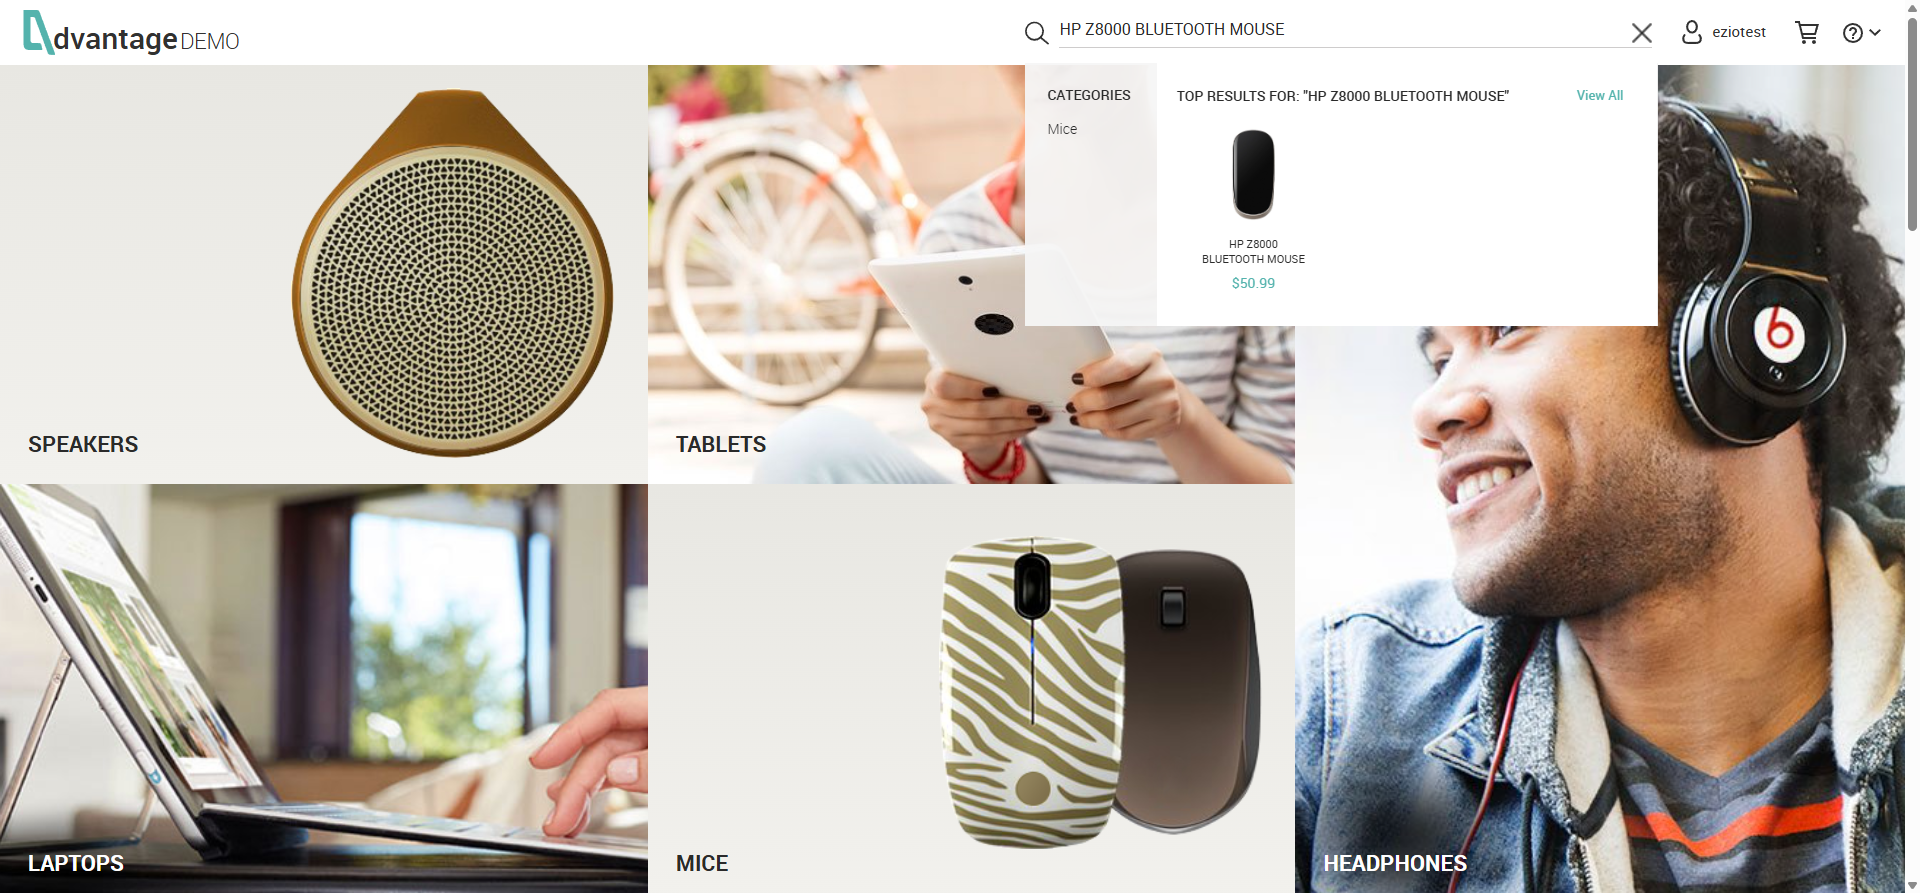 dvantage DEMO
HP Z8000 BLUETOOTH MOUSE
eziotest
CATEGORIES
Mice
TOP RESULTS FOR: "HP Z8000 BLUETOOTH MOUSE"
View All
HP Z8000
BLUETOOTH MOUSE
$50.99
SPEAKERS
TABLETS
LAPTOPS
MICE
HEADPHONES